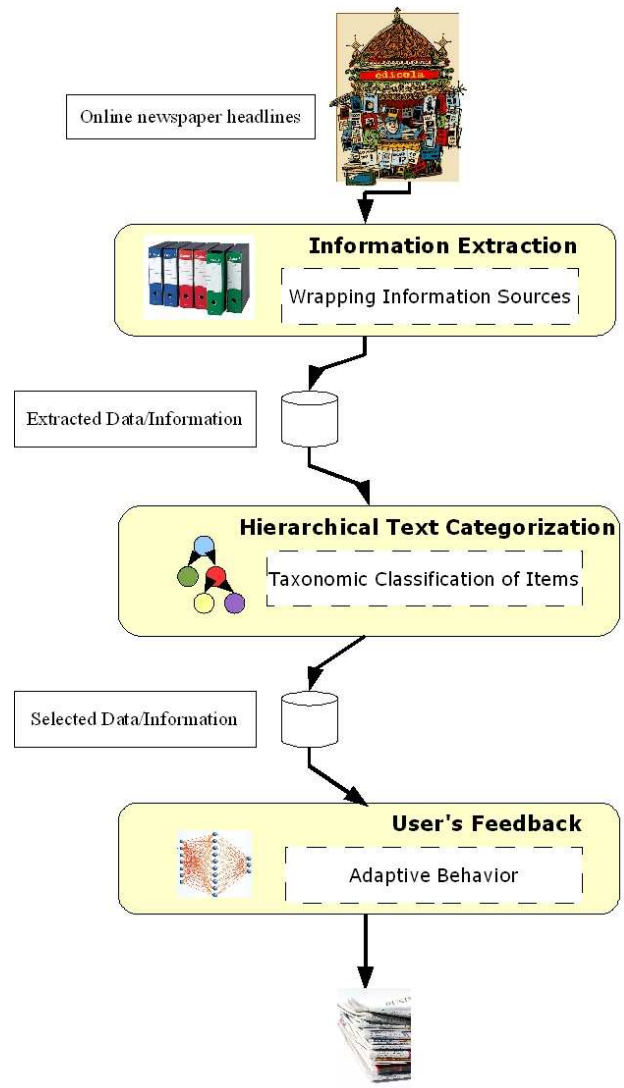 edicola
Online newspaper headlines
Information Extraction
Wrapping Information Sources
Extracted Data/Information
Hierarchical Text Categorization
Taxonomic Classification of Items
Selected Data/Information
User's Feedback
Adaptive Behavior